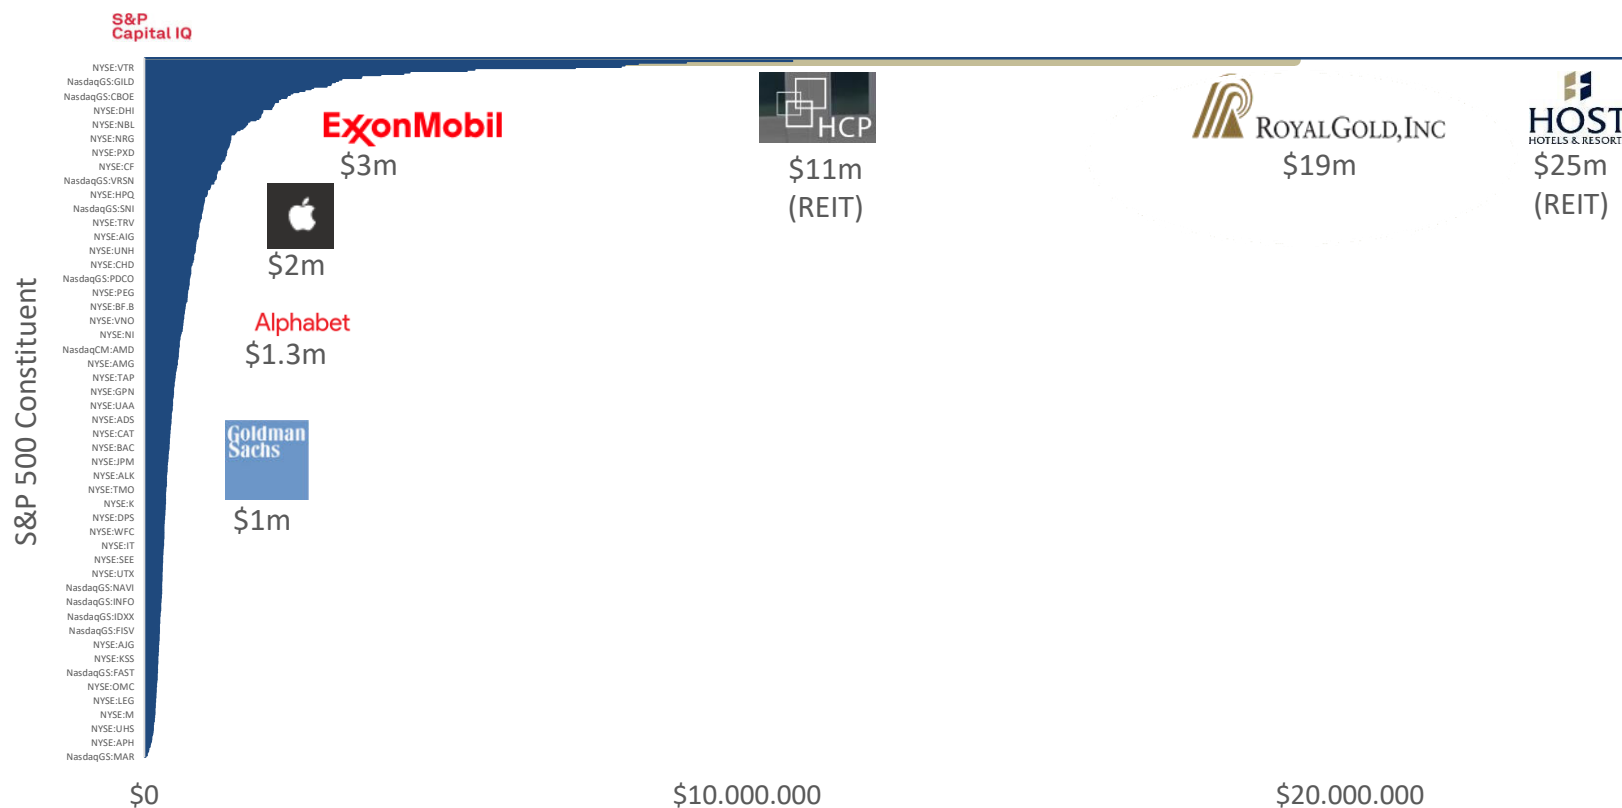 S&P
Capital IQ
S&P 500 Constituent
NYSE:VTR
NasdaqGS:GILD
NasdaqGS:CBOE
NYSE:DHI
NYSE:NBL
NYSE:NRG
NYSE:PXD
NYSE:CF
NasdaqGS:VRSN
NYSE:HPQ
NasdaqGS:SNI
NYSE:TRV
NYSE:AIG
NYSE:UNH
NYSE:CHD
NasdaqGS:PDCO
NYSE:PEG
NYSE:BF.B
NYSE:VNO
NYSE:NI
NasdaqCM:AMD
NYSE:AMG
NYSE:TAP
NYSE:GPN
NYSE:UAA
NYSE:ADS
NYSE:CAT
NYSE:BAC
NYSE:JPM
NYSE:ALK
NYSE:TMO
NYSE:K
NYSE:DPS
NYSE:WFC
NYSE:IT
NYSE:SEE
NYSE:UTX
NasdaqGS:NAVI
NasdaqGS:INFO
NasdaqGS:IDXX
NasdaqGS:FISV
NYSE:AJG
NYSE:KSS
NasdaqGS:FAST
NYSE:OMC
NYSE:LEG
NYSE:M
NYSE:UHS
NYSE:APH
NasdaqGS:MAR
ExxonMobil
$3m
$2m
Alphabet
$1.3m
Goldman
Sachs
$1m
HCP
$11m
(REIT)
ROYAL GOLD, INC
$19m
HOST
HOTELS & RESORT
$25m
(REIT)
$0
$10.000.000
$20.000.000